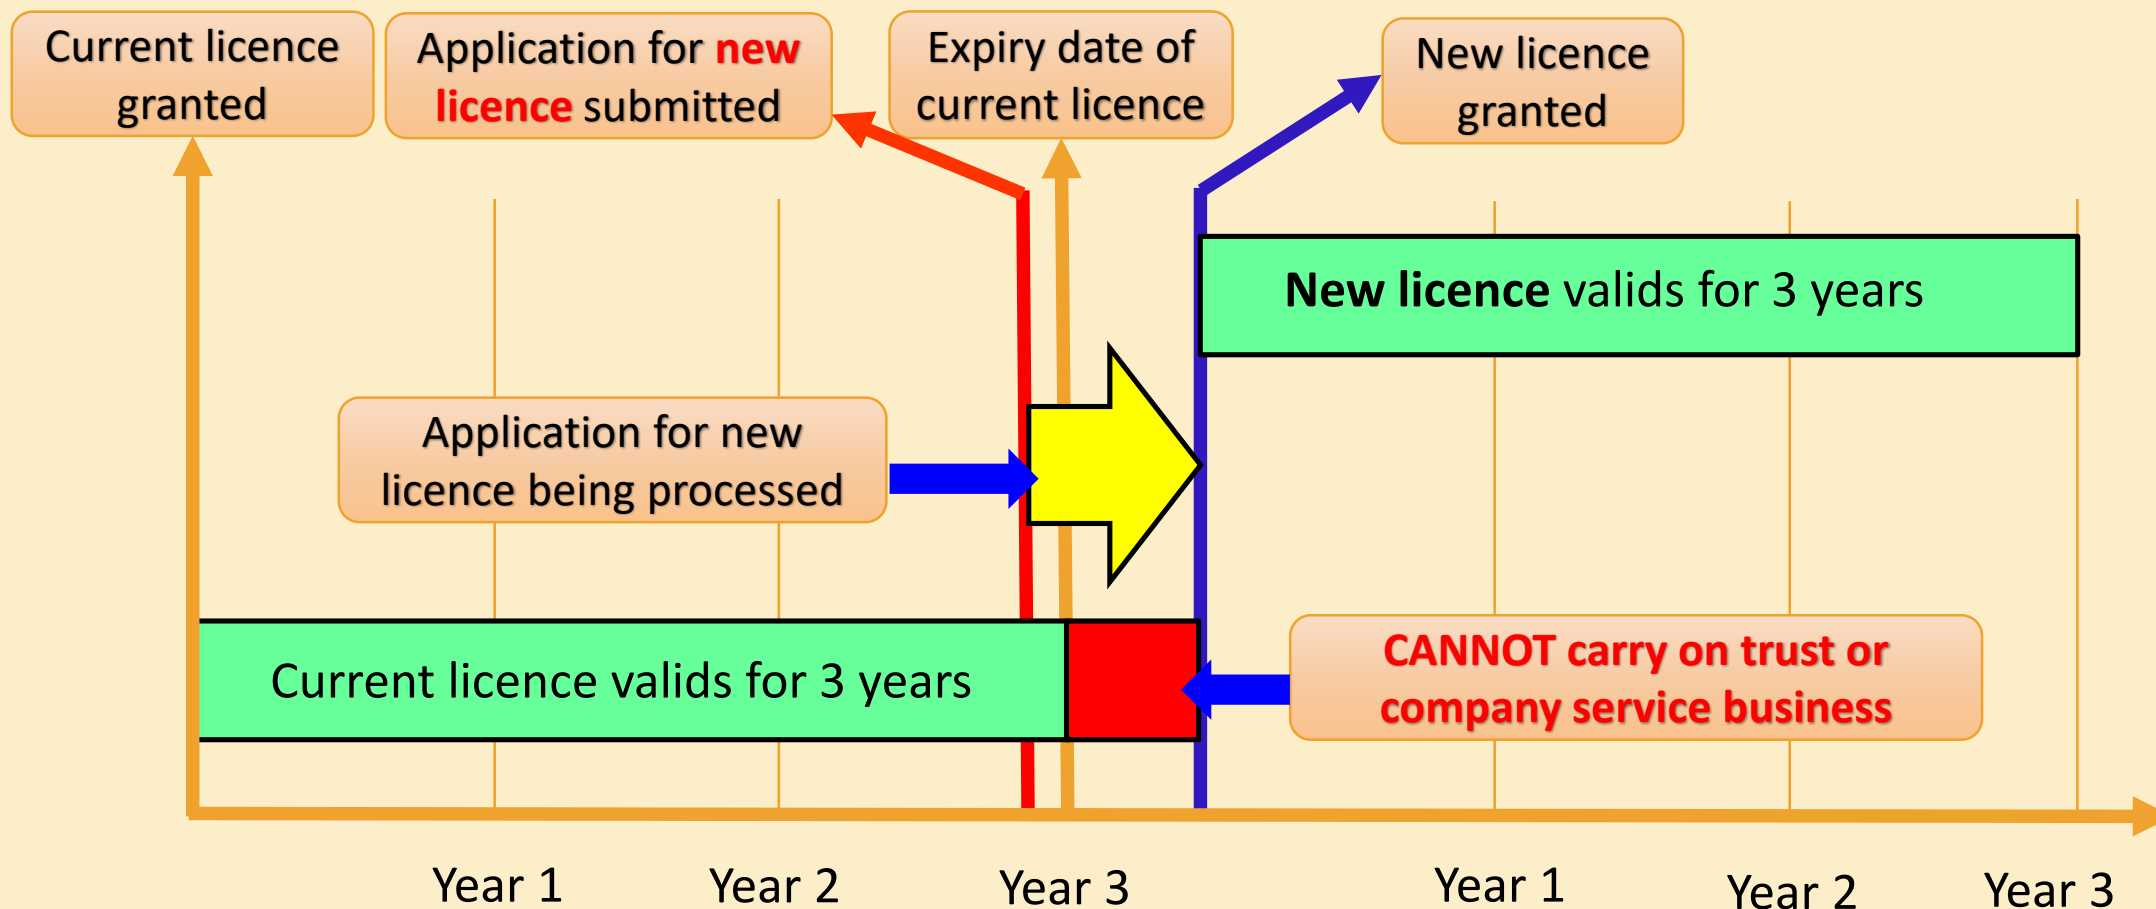 Current licence
granted
Application for new
licence submitted
Expiry date of
current licence
New licence
granted
New licence valids for 3 years
Application for new
licence being processed
Current licence valids for 3 years
CANNOT carry on trust or
company service business
Year 1
Year 2
Year 3
Year 1
Year 2
Year 3